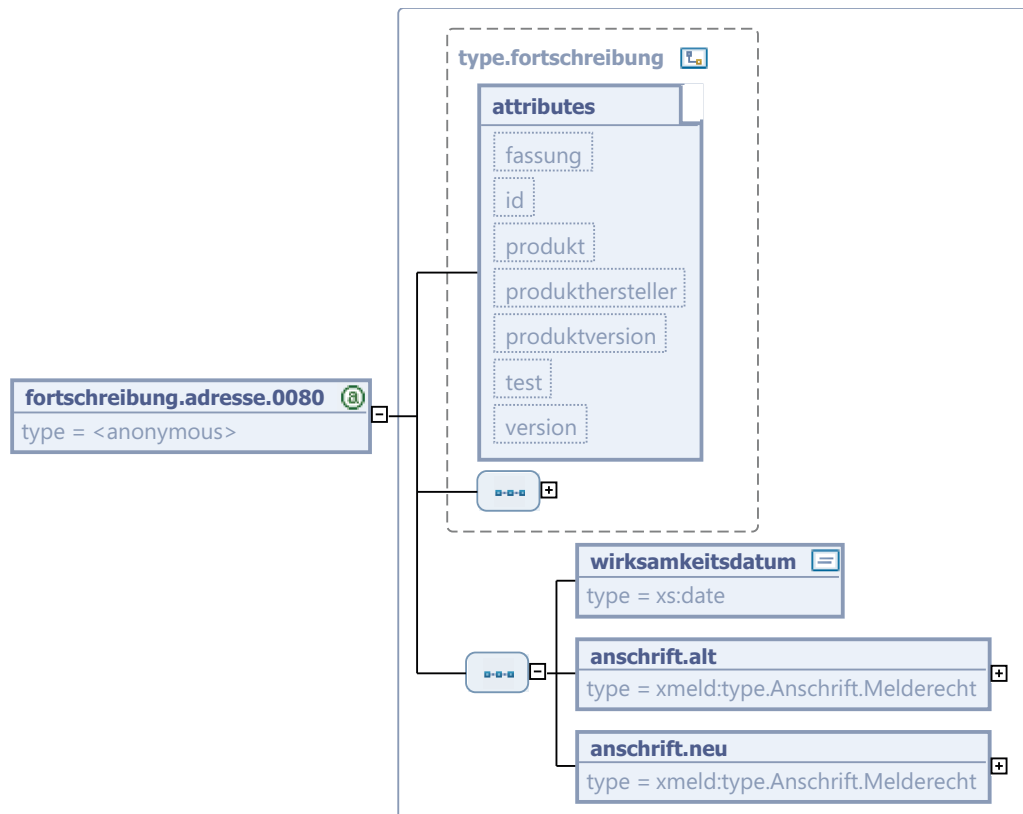 type.fortschreibung
attributes
fassung
id
produkt
produkthersteller
produktversion
test
version
fortschreibung.adresse.0080 @
type = <anonymous>
wirksamkeitsdatum
type = xs:date
anschrift.alt
type = xmeld:type.Anschrift.Melderecht
anschrift.neu
type = xmeld:type.Anschrift.Melderecht